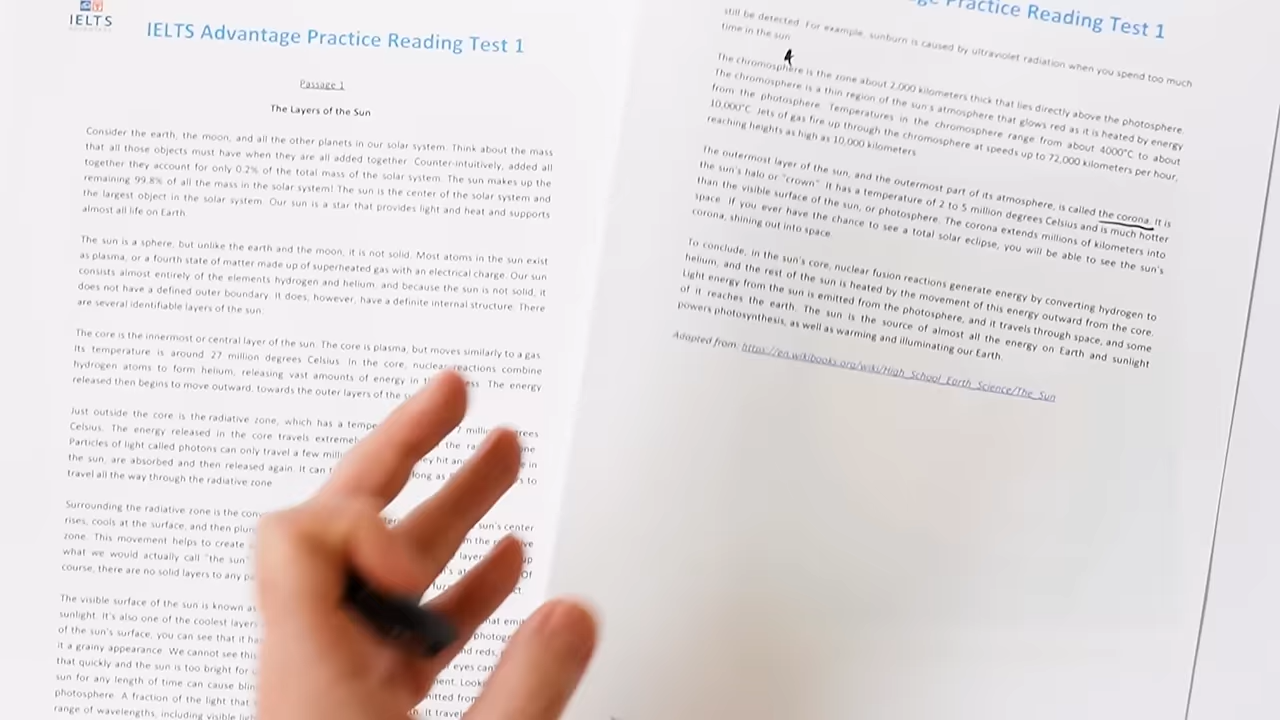 IELTS
IELTS Advantage Practice Reading Test 1
Passage 1
The Layers of the Sun
Consider the earth, the moon, and all the other planets in our solar system. Think about the mass
that all those objects must have when they are all added together. Counter-intuitively, added all
together they account for only 0.2% of the total mass of the solar system. The sun makes up the
remaining 99.8% of all the mass in the solar system! The sun is the center of the solar system and
the largest object in the solar system. Our sun is a star that provides light and heat and supports
almost all life on Earth.
The sun is a sphere, but unlike the earth and the moon, it is not solid. Most atoms in the sun exist
as plasma, or a fourth state of matter made up of superheated gas with an electrical charge. Our sun
consists almost entirely of the elements hydrogen and helium, and because the sun is not solid, it
does not have a defined outer boundary. It does, however, have a definite internal structure. There
are several identifiable layers of the sun:
The core is the innermost or central layer of the sun. The core is plasma, but moves similarly to a gas.
Its temperature is around 27 million degrees Celsius. In the core, nuclear reactions combine
hydrogen atoms to form helium, releasing vast amounts of energy in The energy
released then begins to move outward, towards the outer layers of the
Just outside the core is the radiative zone, which has a 7 million
Celsius. The energy released in the core travels the
Particles of light called photons can only travel a few hit in
the sun, are absorbed and then released again. It can long as to
travel all the way through the radiative zone.
Surrounding the radiative zone is the sun's center
rises, cools at the surface, and then the
zone. This movement helps to create up
what we would actually call "the sun" Of
course, there are no solid layers to any
The visible surface of the sun is known as that
sunlight. It's also one of the coolest
of the sun's surface, you can see that it reds,
it a grainy appearance. We cannot see this eyes
that quickly and the sun is too bright for
sun for any length of time can cause from
photosphere. A fraction of the light that It
range of wavelengths, including visible
Practice Reading Test 1
still be detected. For example, sunburn is caused by ultraviolet radiation when you spend too much
time in the sun.
A
The chromosphere is the zone about 2,000 kilometers thick that lies directly above the photosphere.
The chromosphere is a thin region of the sun's atmosphere that glows red as it is heated by energy
from the photosphere. Temperatures in the chromosphere range from about 4000°C to about
10,000°C. Jets of gas fire up through the chromosphere at speeds up to 72,000 kilometers per hour,
reaching heights as high as 10,000 kilometers.
The outermost layer of the sun, and the outermost part of its atmosphere, is called the corona. It is
the sun's halo or "crown". It has a temperature of 2 to 5 million degrees Celsius and is much hotter
than the visible surface of the sun, or photosphere. The corona extends millions of kilometers into
space. If you ever have the chance to see a total solar eclipse, you will be able to see the sun's
corona, shining out into space.
To conclude, in the sun's core, nuclear fusion reactions generate energy by converting hydrogen to
helium, and the rest of the sun is heated by the movement of this energy outward from the core.
Light energy from the sun is emitted from the photosphere, and it travels through space, and some
of it reaches the earth. The sun is the source of almost all the energy on Earth and sunlight
powers photosynthesis, as well as warming and illuminating our Earth.
Adapted from: https://en.wikibooks.org/wiki/High_School_Earth_Science/The_Sun